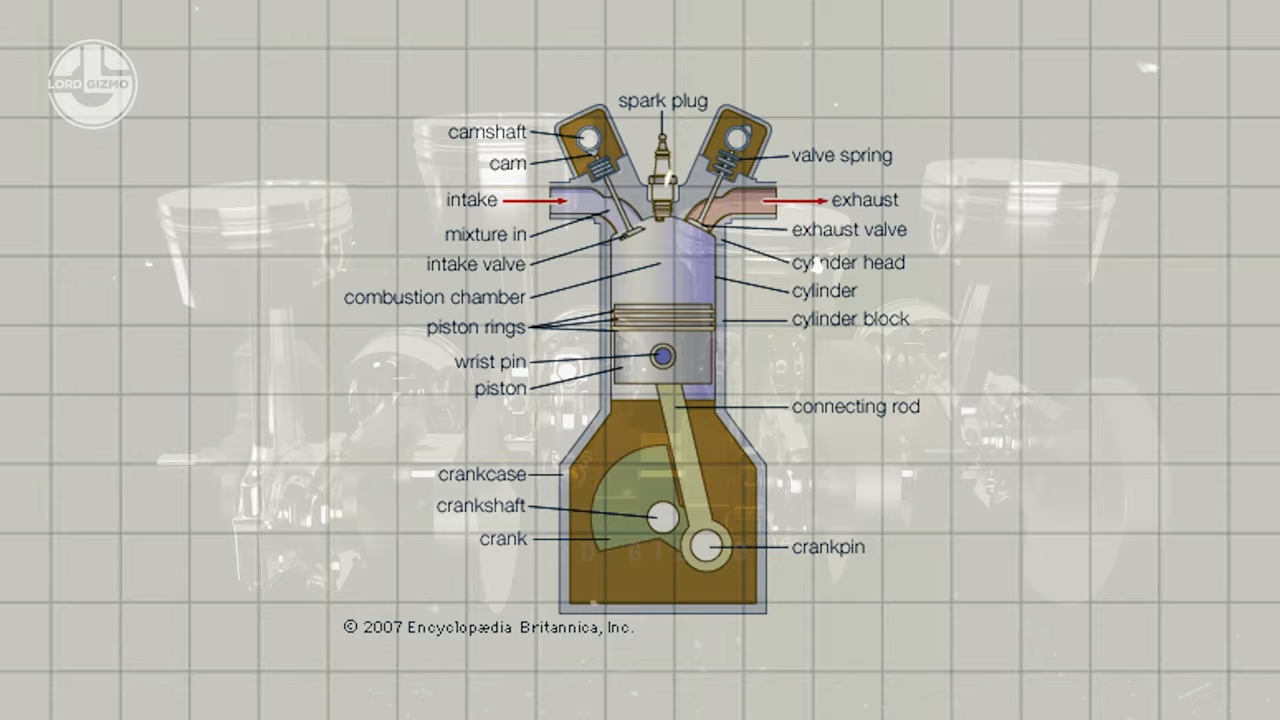 LORD GIZMO
spark plug
camshaft
cam
valve spring
intake
exhaust
mixture in
exhaust valve
intake valve
cylinder head
combustion chamber
cylinder
piston rings
cylinder block
wrist pin
piston
connecting rod
crankcase
crankshaft
crank
crankpin
© 2007 Encyclopædia Britannica, Inc.